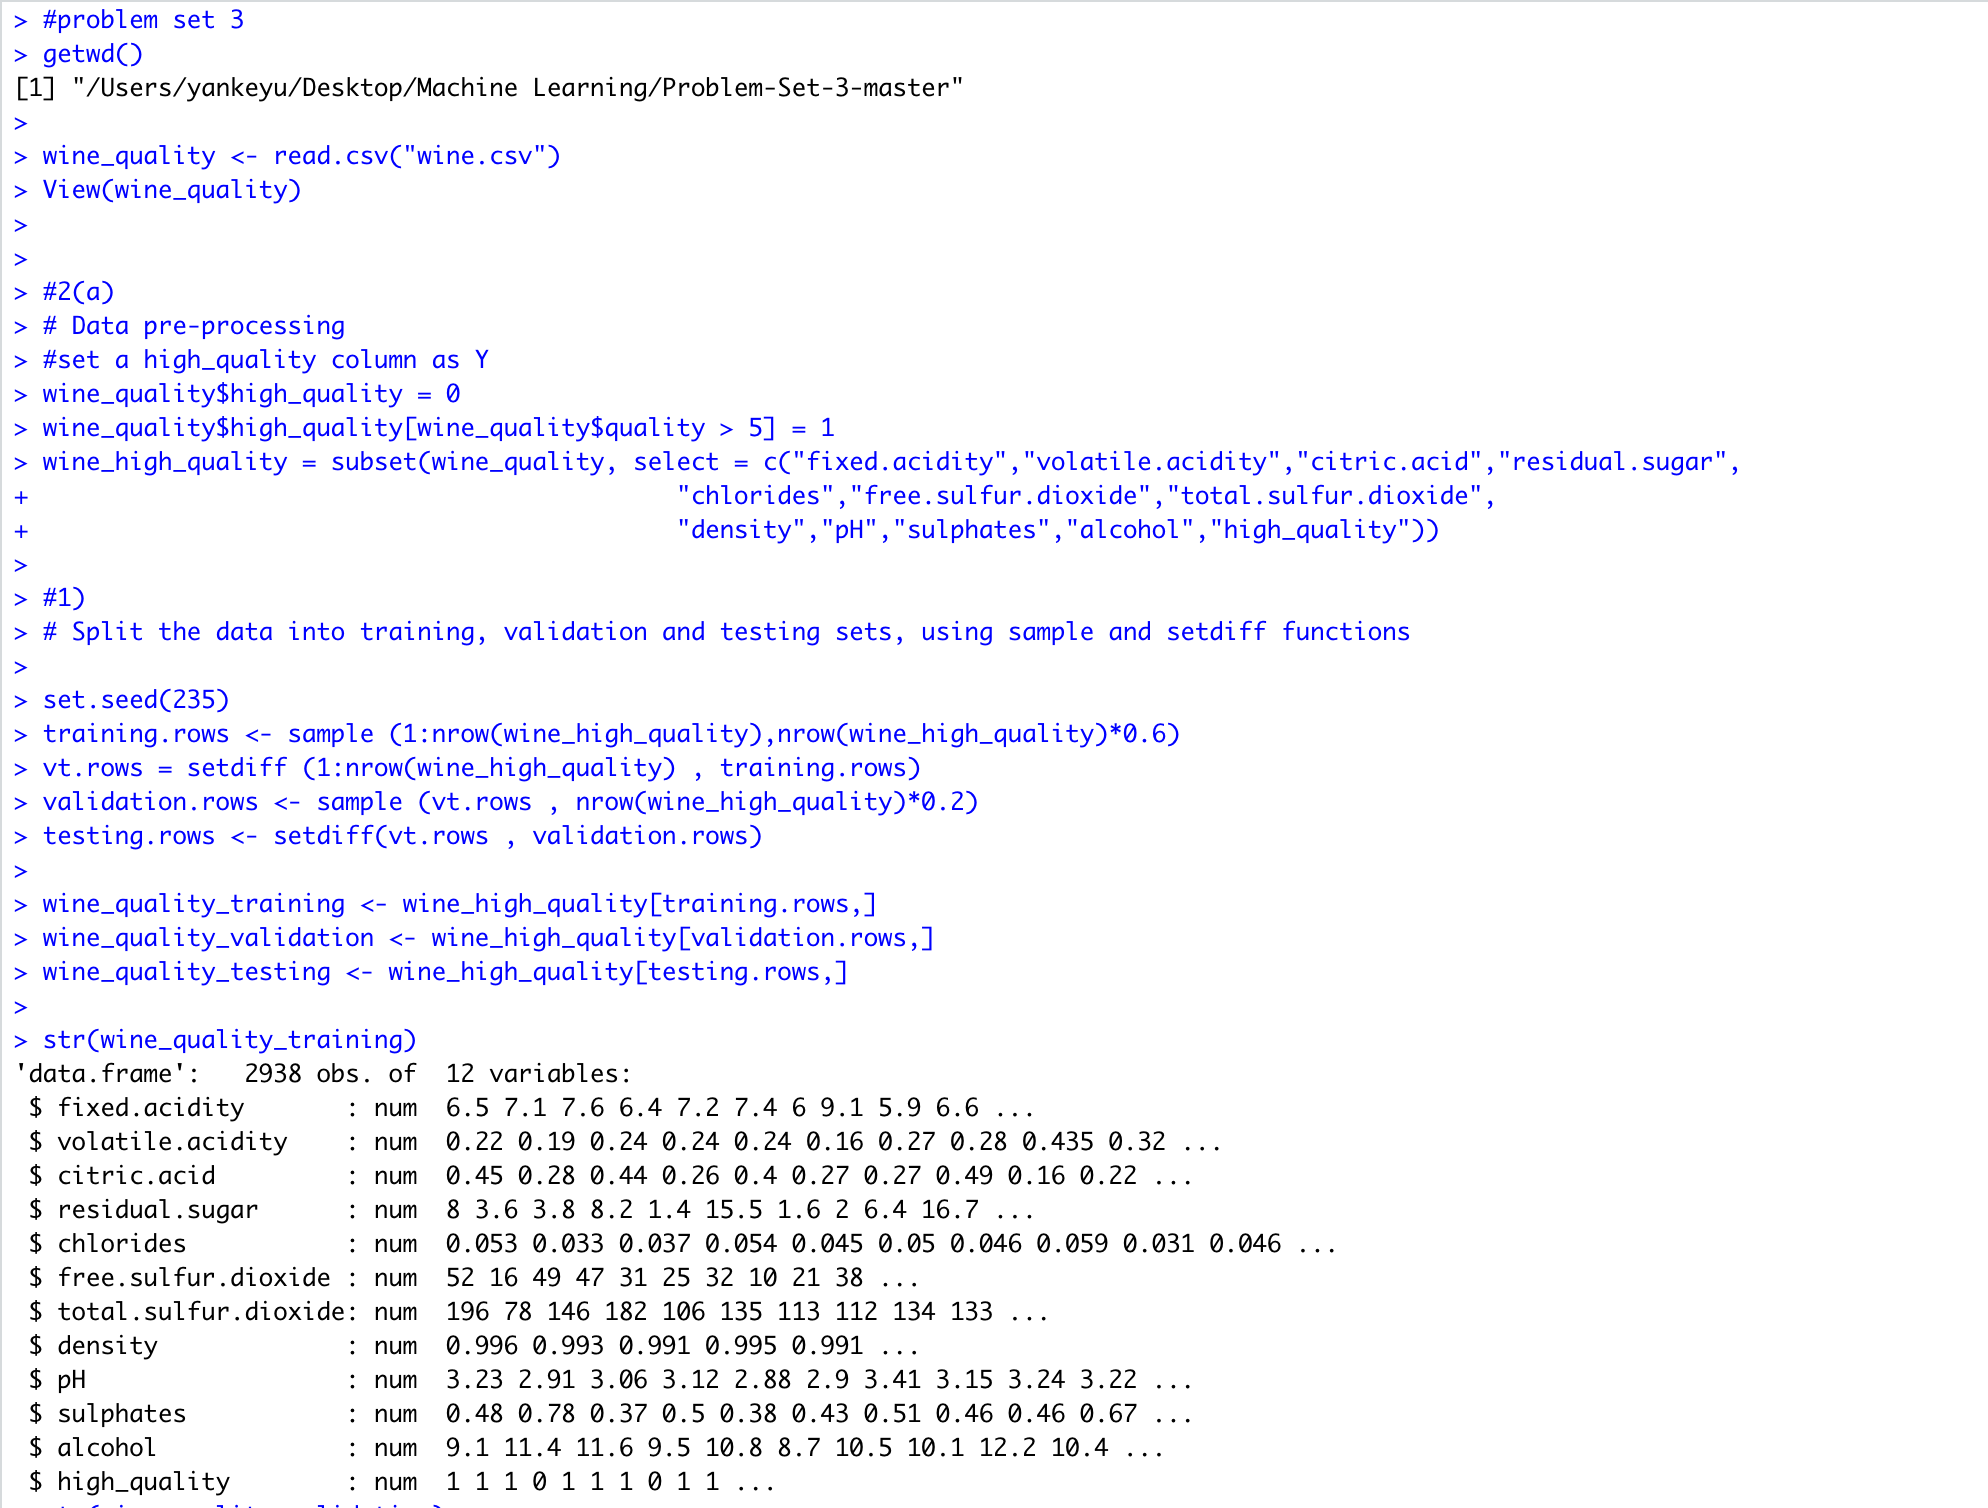 > #problem set 3
> getwd()
[1] "/Users/yankeyu/Desktop/Machine Learning/Problem-Set-3-master"
>
> wine_quality <- read.csv("wine.csv")
> View(wine_quality)
>
>
> #2(a)
> # Data pre-processing
> #set a high_quality column as Y
> wine_quality$high_quality = 0
> wine_quality$high_quality[wine_quality$quality > 5] = 1
> wine_high_quality = subset(wine_quality, select = c("fixed.acidity","volatile.acidity","citric.acid","residual.sugar",
+                                             "chlorides","free.sulfur.dioxide","total.sulfur.dioxide",
+                                             "density","pH","sulphates","alcohol","high_quality"))
>
> #1)
> # Split the data into training, validation and testing sets, using sample and setdiff functions
>
> set.seed(235)
> training.rows <- sample (1:nrow(wine_high_quality),nrow(wine_high_quality)*0.6)
> vt.rows = setdiff (1:nrow(wine_high_quality) , training.rows)
> validation.rows <- sample (vt.rows , nrow(wine_high_quality)*0.2)
> testing.rows <- setdiff(vt.rows , validation.rows)
>
> wine_quality_training <- wine_high_quality[training.rows,]
> wine_quality_validation <- wine_high_quality[validation.rows,]
> wine_quality_testing <- wine_high_quality[testing.rows,]
>
> str(wine_quality_training)
'data.frame':   2938 obs. of  12 variables:
 $ fixed.acidity       : num  6.5 7.1 7.6 6.4 7.2 7.4 6 9.1 5.9 6.6 ...
 $ volatile.acidity    : num  0.22 0.19 0.24 0.24 0.24 0.16 0.27 0.28 0.435 0.32 ...
 $ citric.acid         : num  0.45 0.28 0.44 0.26 0.4 0.27 0.27 0.49 0.16 0.22 ...
 $ residual.sugar      : num  8 3.6 3.8 8.2 1.4 15.5 1.6 2 6.4 16.7 ...
 $ chlorides           : num  0.053 0.033 0.037 0.054 0.045 0.05 0.046 0.059 0.031 0.046 ...
 $ free.sulfur.dioxide : num  52 16 49 47 31 25 32 10 21 38 ...
 $ total.sulfur.dioxide: num  196 78 146 182 106 135 113 112 134 133 ...
 $ density             : num  0.996 0.993 0.991 0.995 0.991 ...
 $ pH                  : num  3.23 2.91 3.06 3.12 2.88 2.9 3.41 3.15 3.24 3.22 ...
 $ sulphates           : num  0.48 0.78 0.37 0.5 0.38 0.43 0.51 0.46 0.46 0.67 ...
 $ alcohol             : num  9.1 11.4 11.6 9.5 10.8 8.7 10.5 10.1 12.2 10.4 ...
 $ high_quality        : num  1 1 1 0 1 1 1 0 1 1 ...